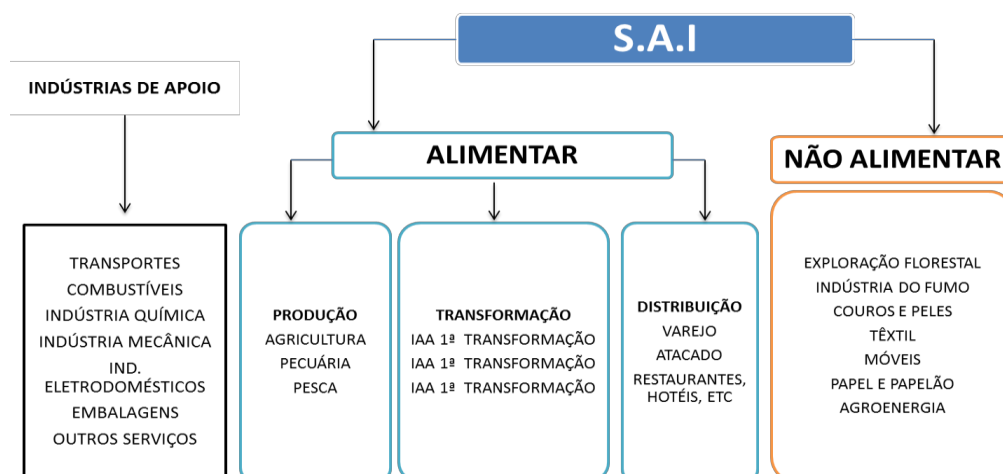 S.A.I
INDÚSTRIAS DE APOIO
ALIMENTAR
NÃO ALIMENTAR
TRANSPORTES
COMBUSTÍVEIS
INDÚSTRIA QUÍMICA
INDÚSTRIA MECÂNICA
IND.
ELETRODOMÉSTICOS
EMBALAGENS
OUTROS SERVIÇOS
PRODUÇÃO
AGRICULTURA
PECUÁRIA
PESCA
TRANSFORMAÇÃO
IAA 1ª TRANSFORMAÇÃO
IAA 1ª TRANSFORMAÇÃO
IAA 1ª TRANSFORMAÇÃO
DISTRIBUIÇÃO
VAREJO
ATACADO
RESTAURANTES,
HOTÉIS, ETC
EXPLORAÇÃO FLORESTAL
INDÚSTRIA DO FUMO
COUROS E PELES
TÊXTIL
MÓVEIS
PAPEL E PAPELÃO
AGROENERGIA